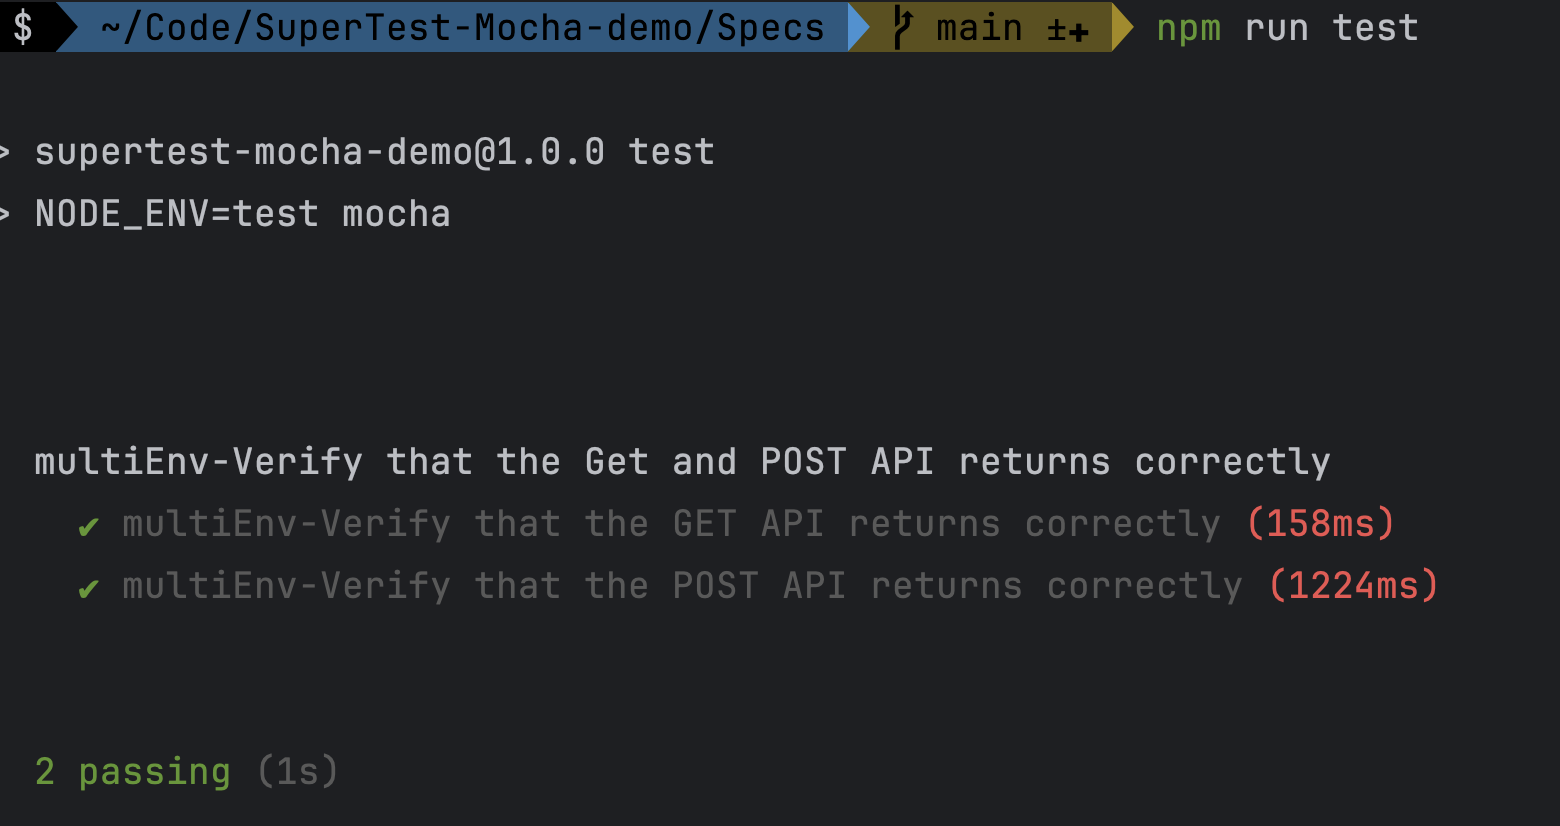 $ ~/Code/SuperTest-Mocha-demo/Specs main ±✚ npm run test
> supertest-mocha-demo@1.0.0 test
> NODE_ENV=test mocha
multiEnv-Verify that the Get and POST API returns correctly
✔ multiEnv-Verify that the GET API returns correctly (158ms)
✔ multiEnv-Verify that the POST API returns correctly (1224ms)
2 passing (1s)